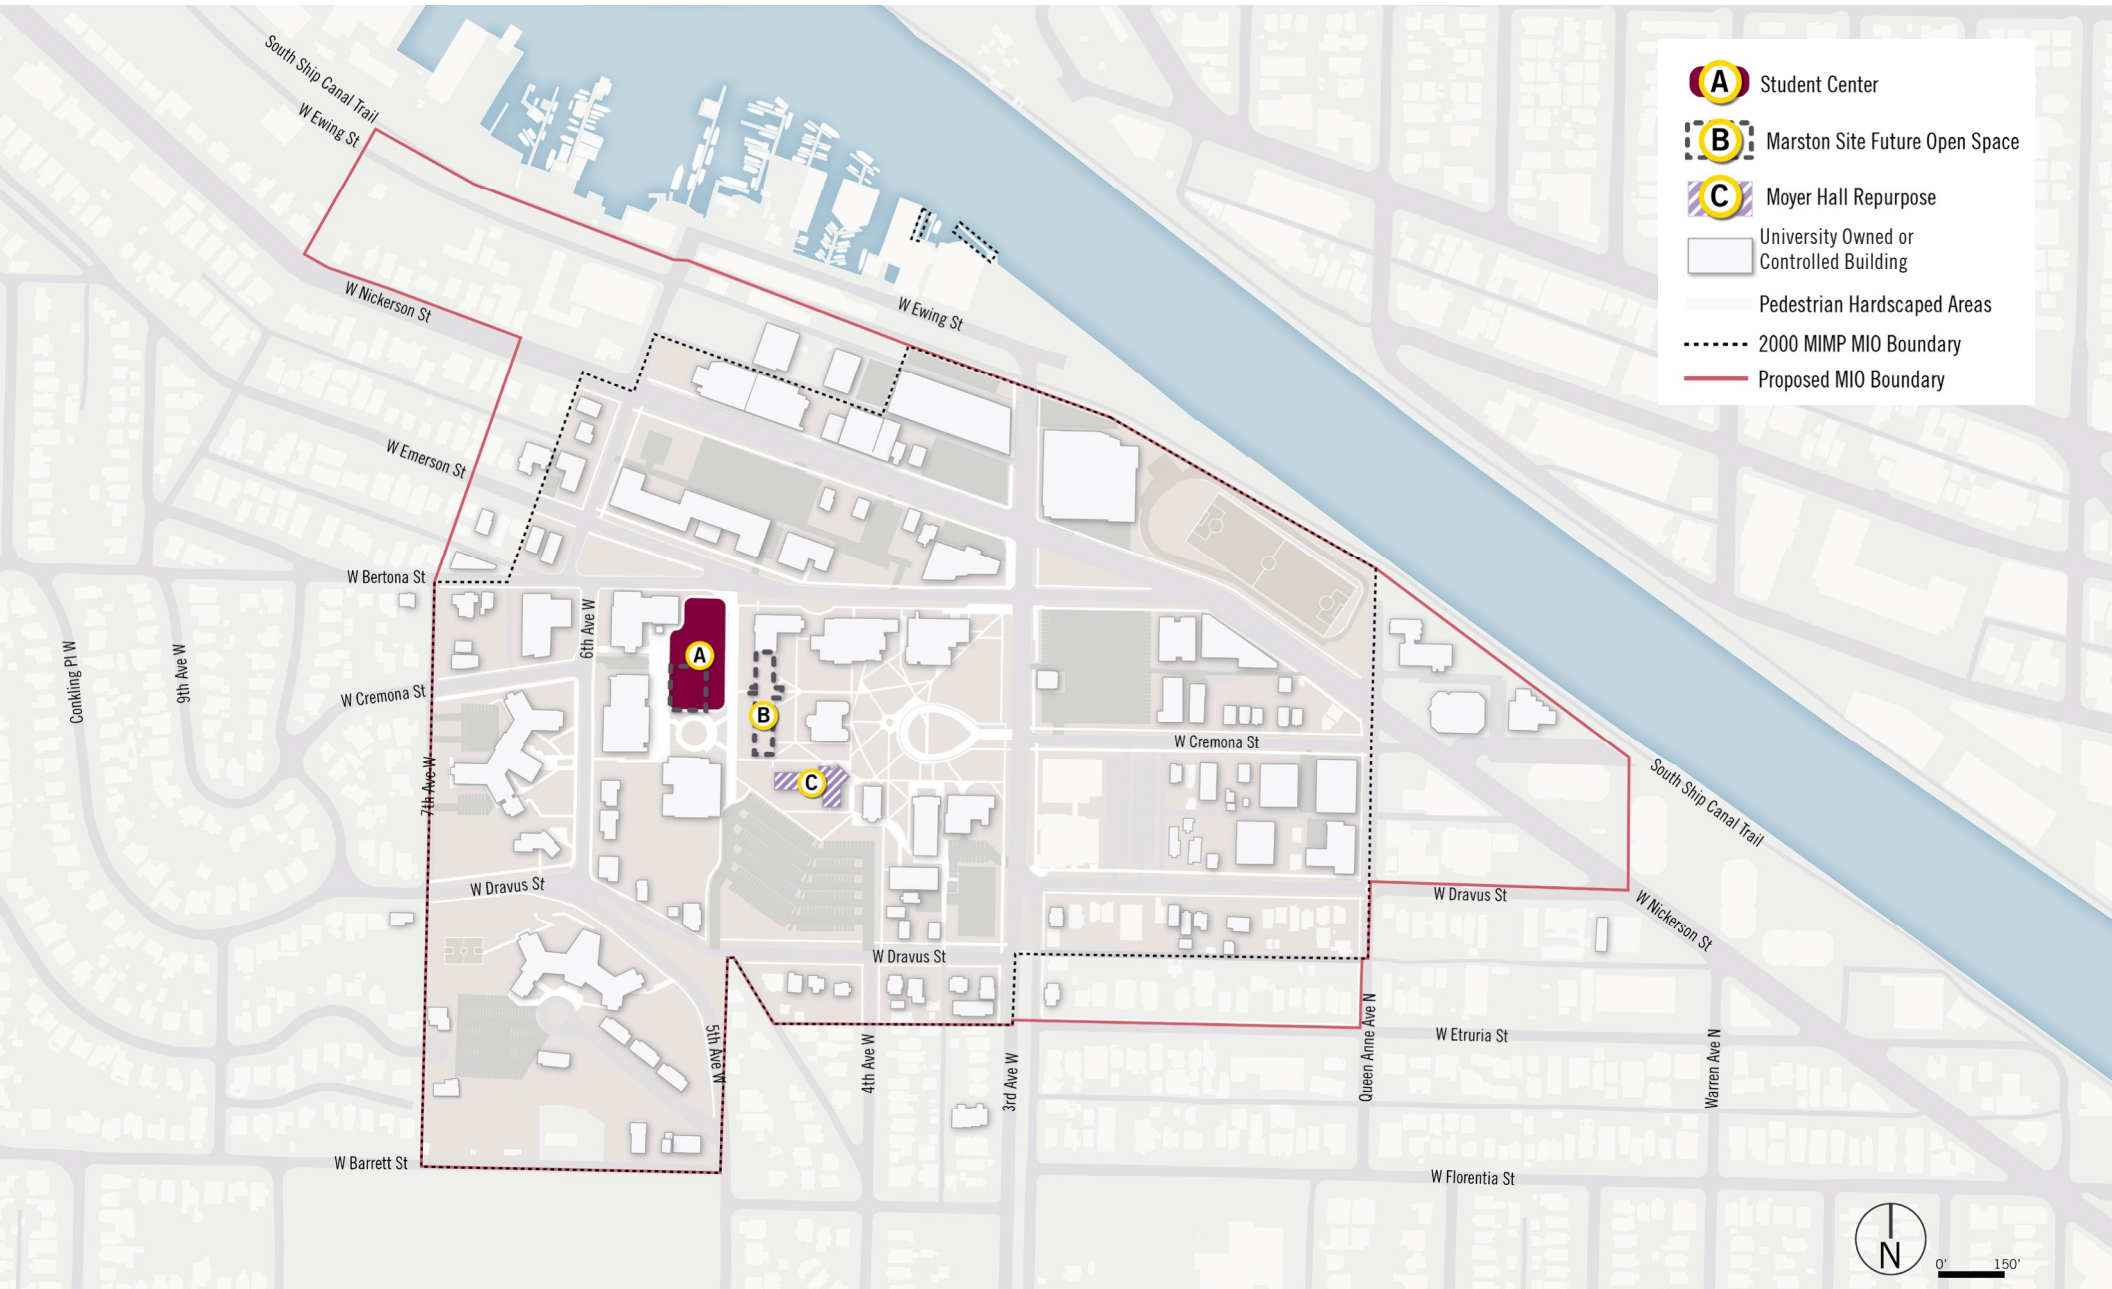 South Ship Canal Trail
W Ewing St
A
Student Center
B
Marston Site Future Open Space
C
Moyer Hall Repurpose
University Owned or
Controlled Building
Pedestrian Hardscaped Areas
2000 MIMP MIO Boundary
Proposed MIO Boundary
W Nickerson St
W Ewing St
W Emerson St
W Bertona St
6th Ave W
A
Conkling Pl W
9th Ave W
W Cremona St
B
W Cremona St
7th Ave W
C
South Ship Canal Trail
W Dravus St
W Dravus St
W Nickerson St
W Dravus St
5th Ave W
4th Ave W
3rd Ave W
Queen Anne Ave N
W Etruria St
Warren Ave N
W Barrett St
W Florentia St
N
0'
150'